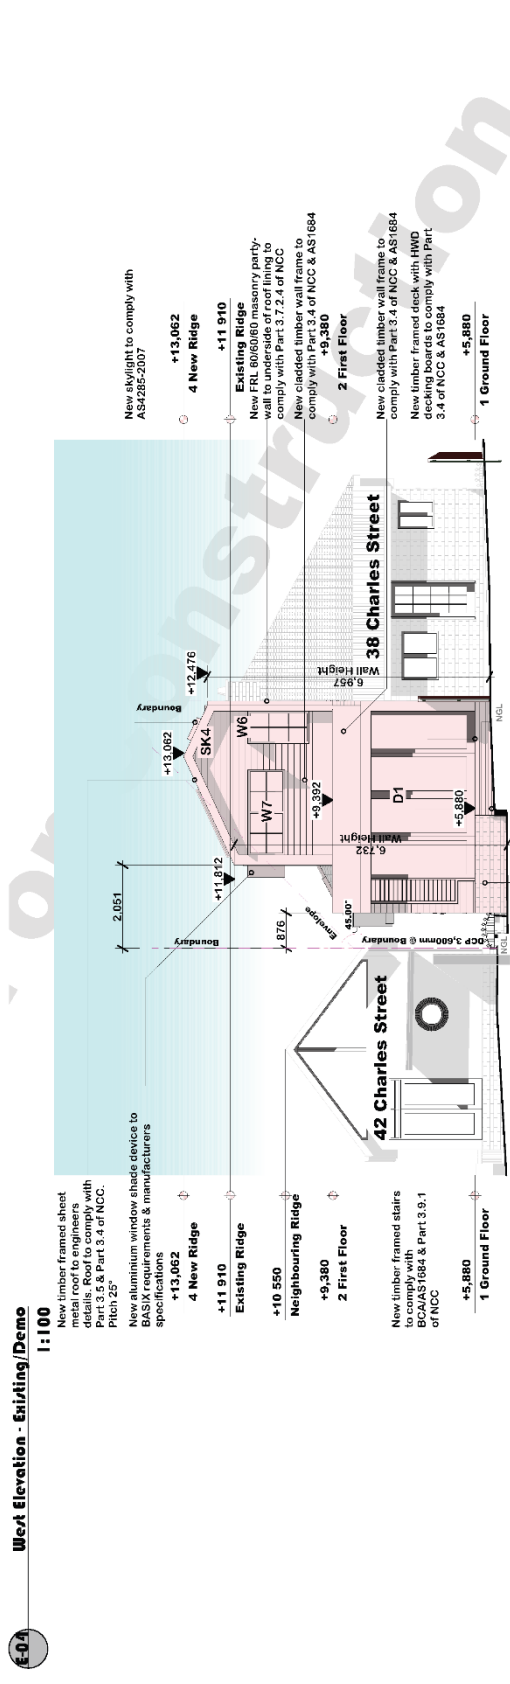 E-04
West Elevation - Existing/Demo
1:100
New timber framed sheet
metal roof to engineers
details. Roof to comply with
Part 3.5 & Part 3.4 of NCC.
Pitch 25°
New aluminium window shade device to
BASIX requirements & manufacturers
specifications
+13,062
4 New Ridge
+11 910
Existing Ridge
+10 550
Neighbouring Ridge
+9,380
2 First Floor
New timber framed stairs
to comply with
BCA/AS1684 & Part 3.9.1
of NCC
+5,880
1 Ground Floor
42 Charles Street
2,051
Boundary
876
Envelope
45.00°
DCP 3,600mm @ Boundary
NGL
+11,812
+13,062
Boundary
+12,476
SK4
W6
W7
+9,392
D1
Wall Height
6,732
+5,880
Wall Height
6,957
NGL
38 Charles Street
New skylight to comply with
AS4285-2007
+13,062
4 New Ridge
+11 910
Existing Ridge
New FRL 60/60/60 masonry party-
wall to underside of roof lining to
comply with Part 3.7.2.4 of NCC
New cladded timber wall frame to
comply with Part 3.4 of NCC & AS1684
+9,380
2 First Floor
New cladded timber wall frame to
comply with Part 3.4 of NCC & AS1684
New timber framed deck with HWD
decking boards to comply with Part
3.4 of NCC & AS1684
+5,880
1 Ground Floor
onstruction